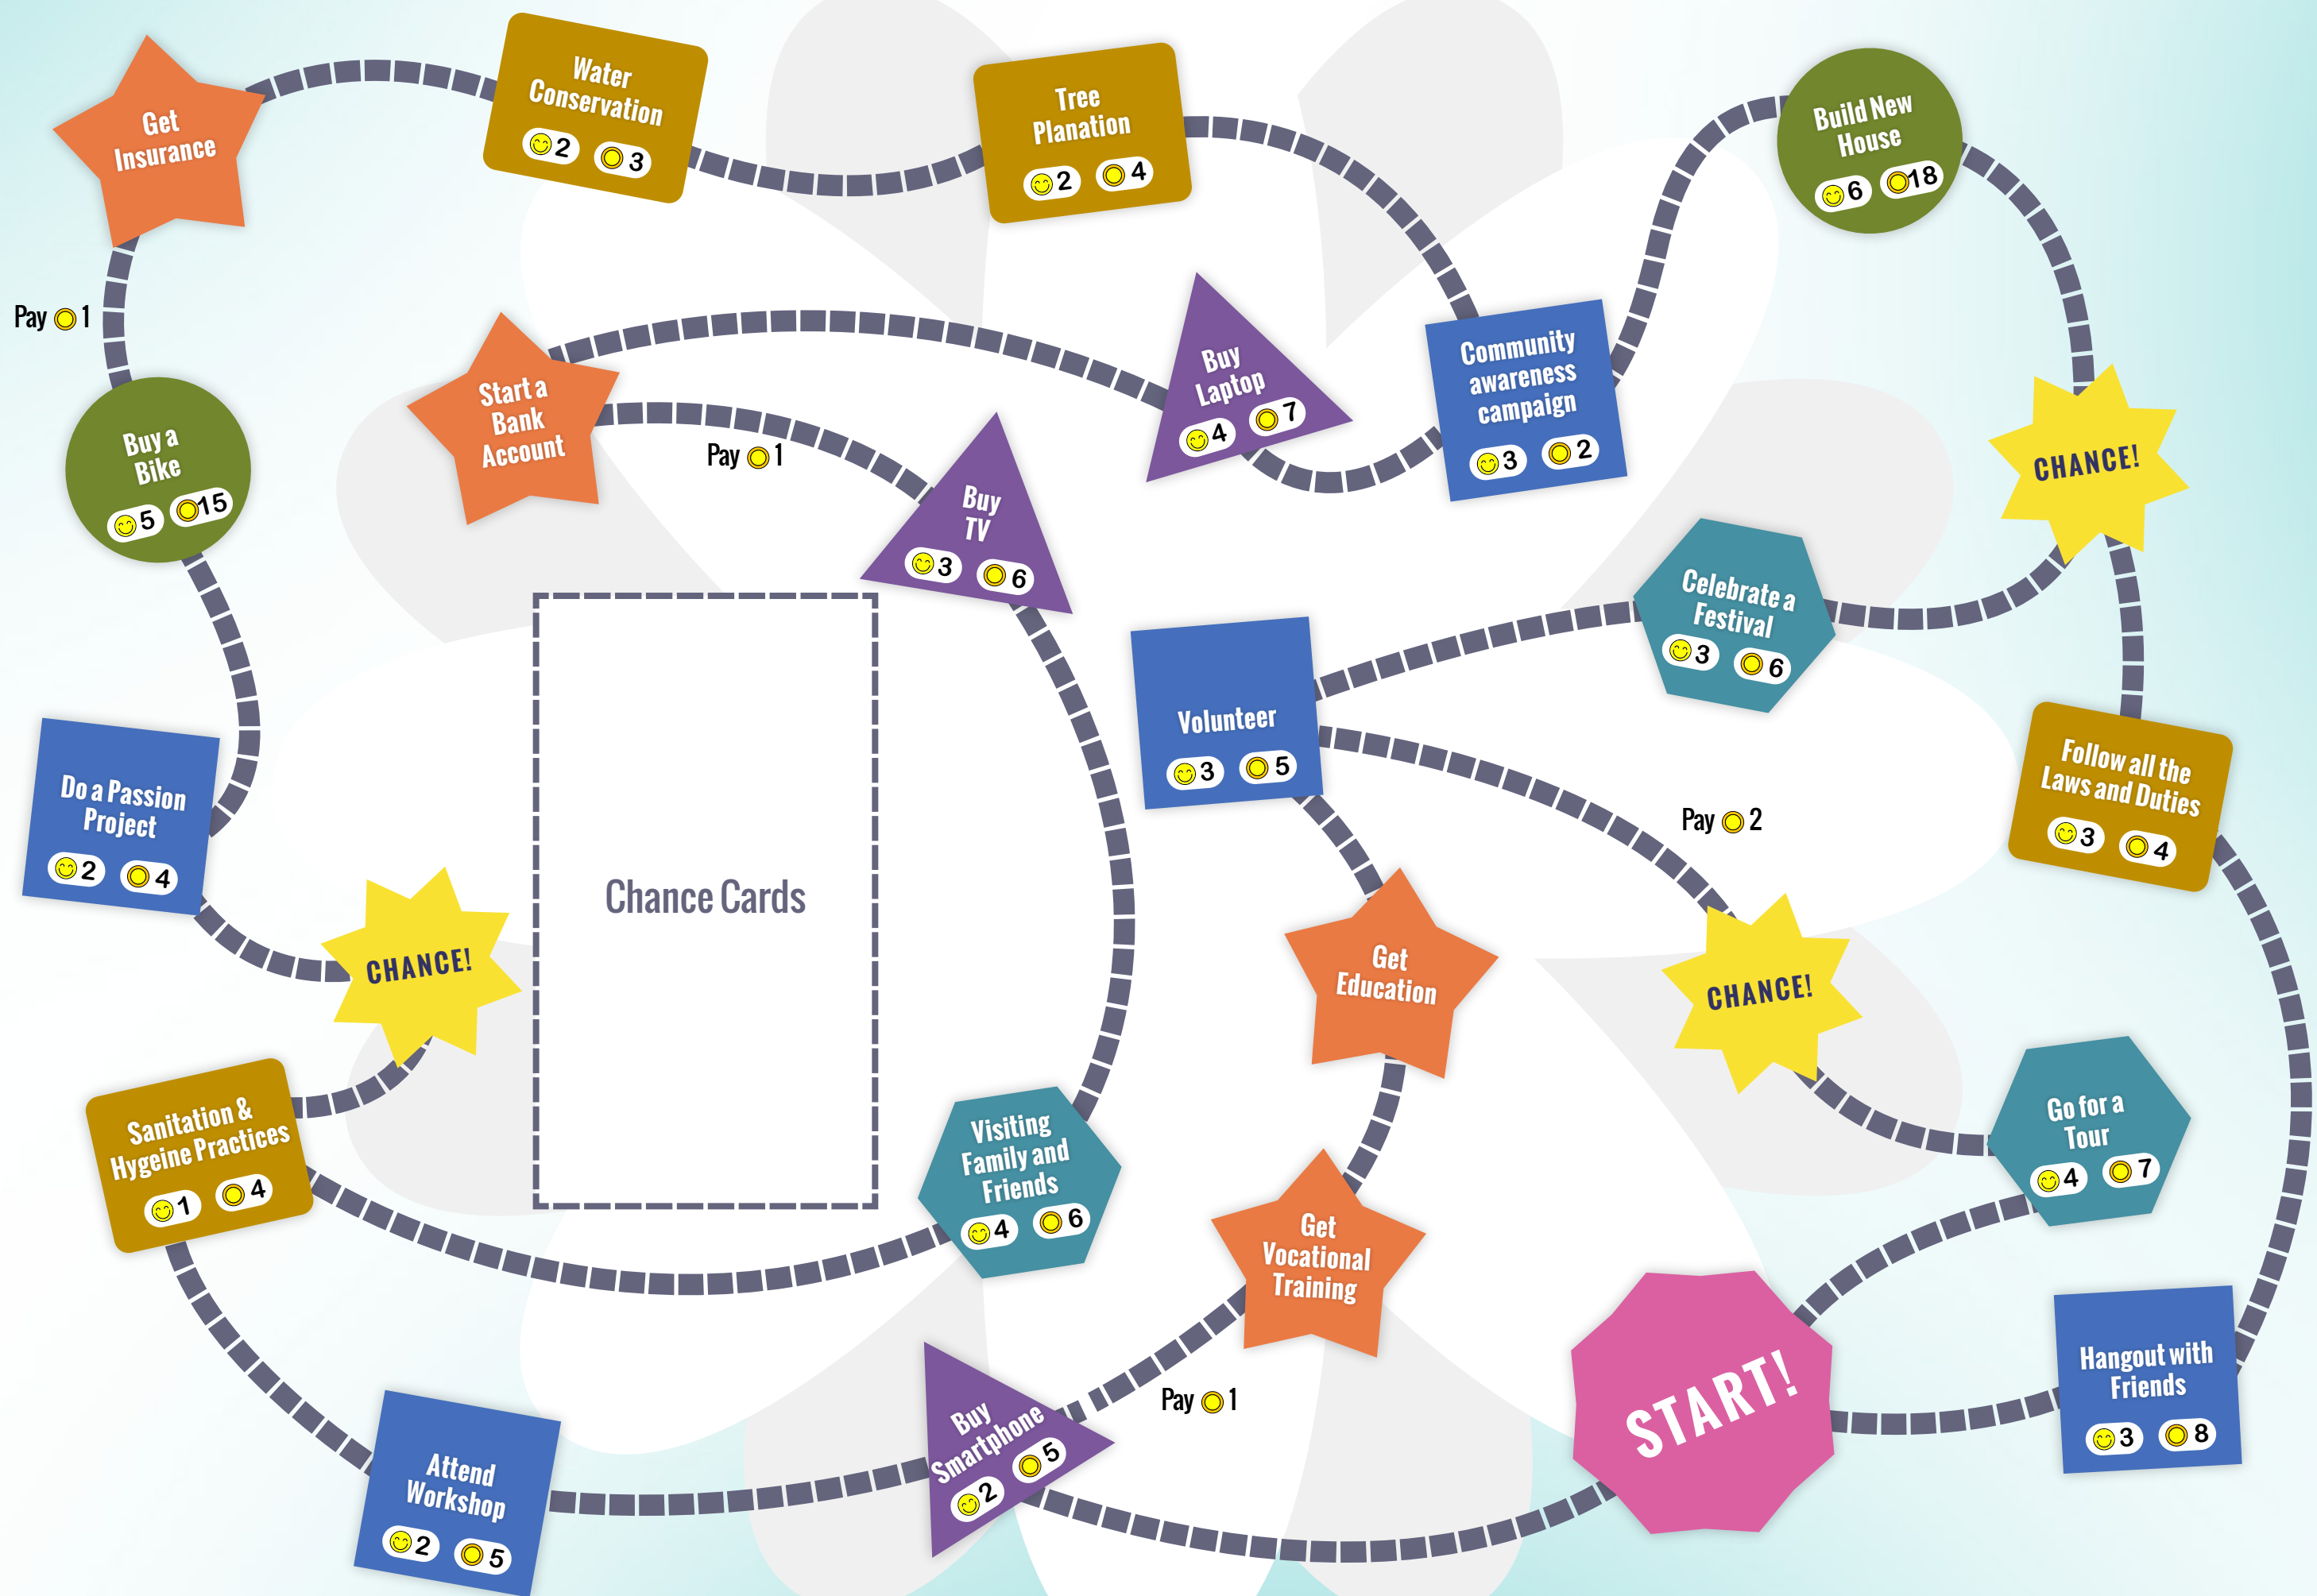 Get
Insurance
Water
Conservation
2 3
Tree
Planation
2 4
Build New
House
6 18
Pay 1
Start a
Bank
Account
Buy
Laptop
4 7
Community
awareness
campaign
3 2
CHANCE!
Buy a
Bike
5 15
Pay 1
Buy
TV
3 6
Celebrate a
Festival
3 6
Volunteer
3 5
Follow all the
Laws and Duties
3 4
Do a Passion
Project
2 4
Pay 2
Chance Cards
CHANCE!
Get
Education
CHANCE!
Sanitation &
Hygeine Practices
1 4
Visiting
Family and
Friends
4 6
Go for a
Tour
4 7
Get
Vocational
Training
Pay 1
START!
Hangout with
Friends
3 8
Buy
Smartphone
2 5
Attend
Workshop
2 5